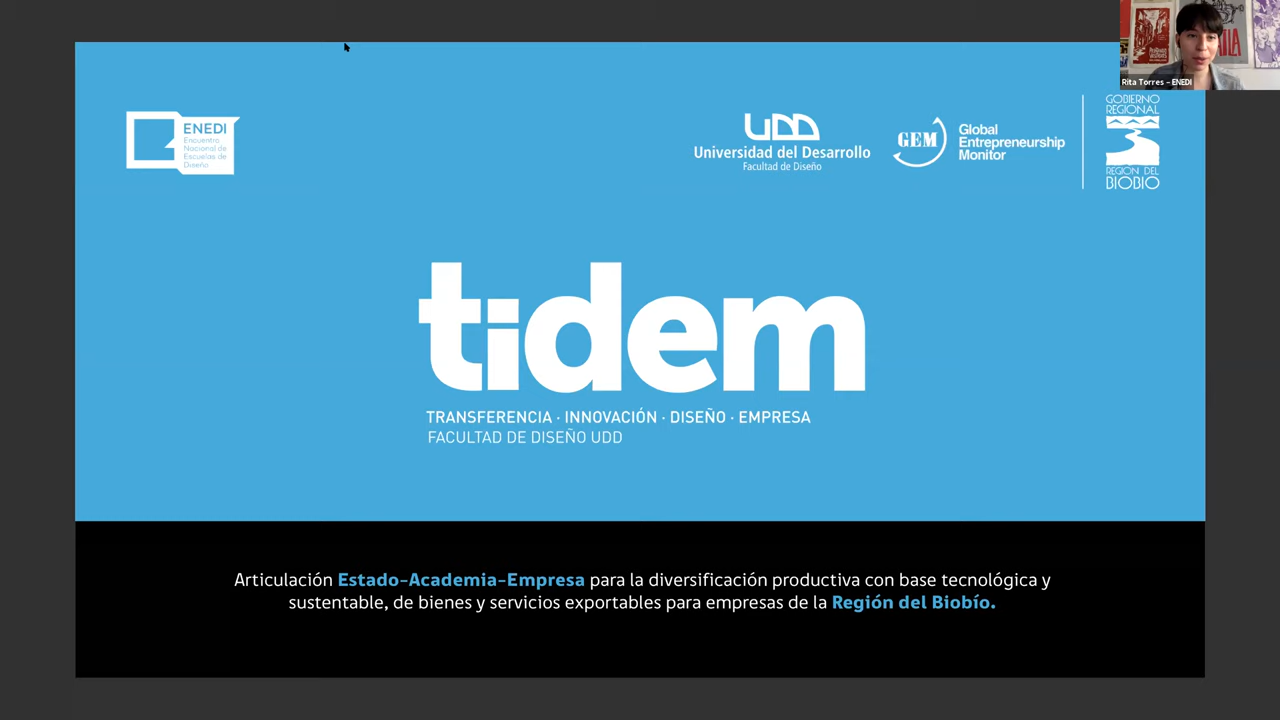 Rita Torres – ENEDI
ENEDI
Encuentro
Nacional de
Escuelas de
Diseño
UDD
Universidad del Desarrollo
Facultad de Diseño
GEM
Global
Entrepreneurship
Monitor
GOBIERNO
REGIONAL
REGIÓN DEL
BIOBÍO
tidem
TRANSFERENCIA · INNOVACIÓN · DISEÑO · EMPRESA
FACULTAD DE DISEÑO UDD
Articulación Estado-Academia-Empresa para la diversificación productiva con base tecnológica y
sustentable, de bienes y servicios exportables para empresas de la Región del Biobío.